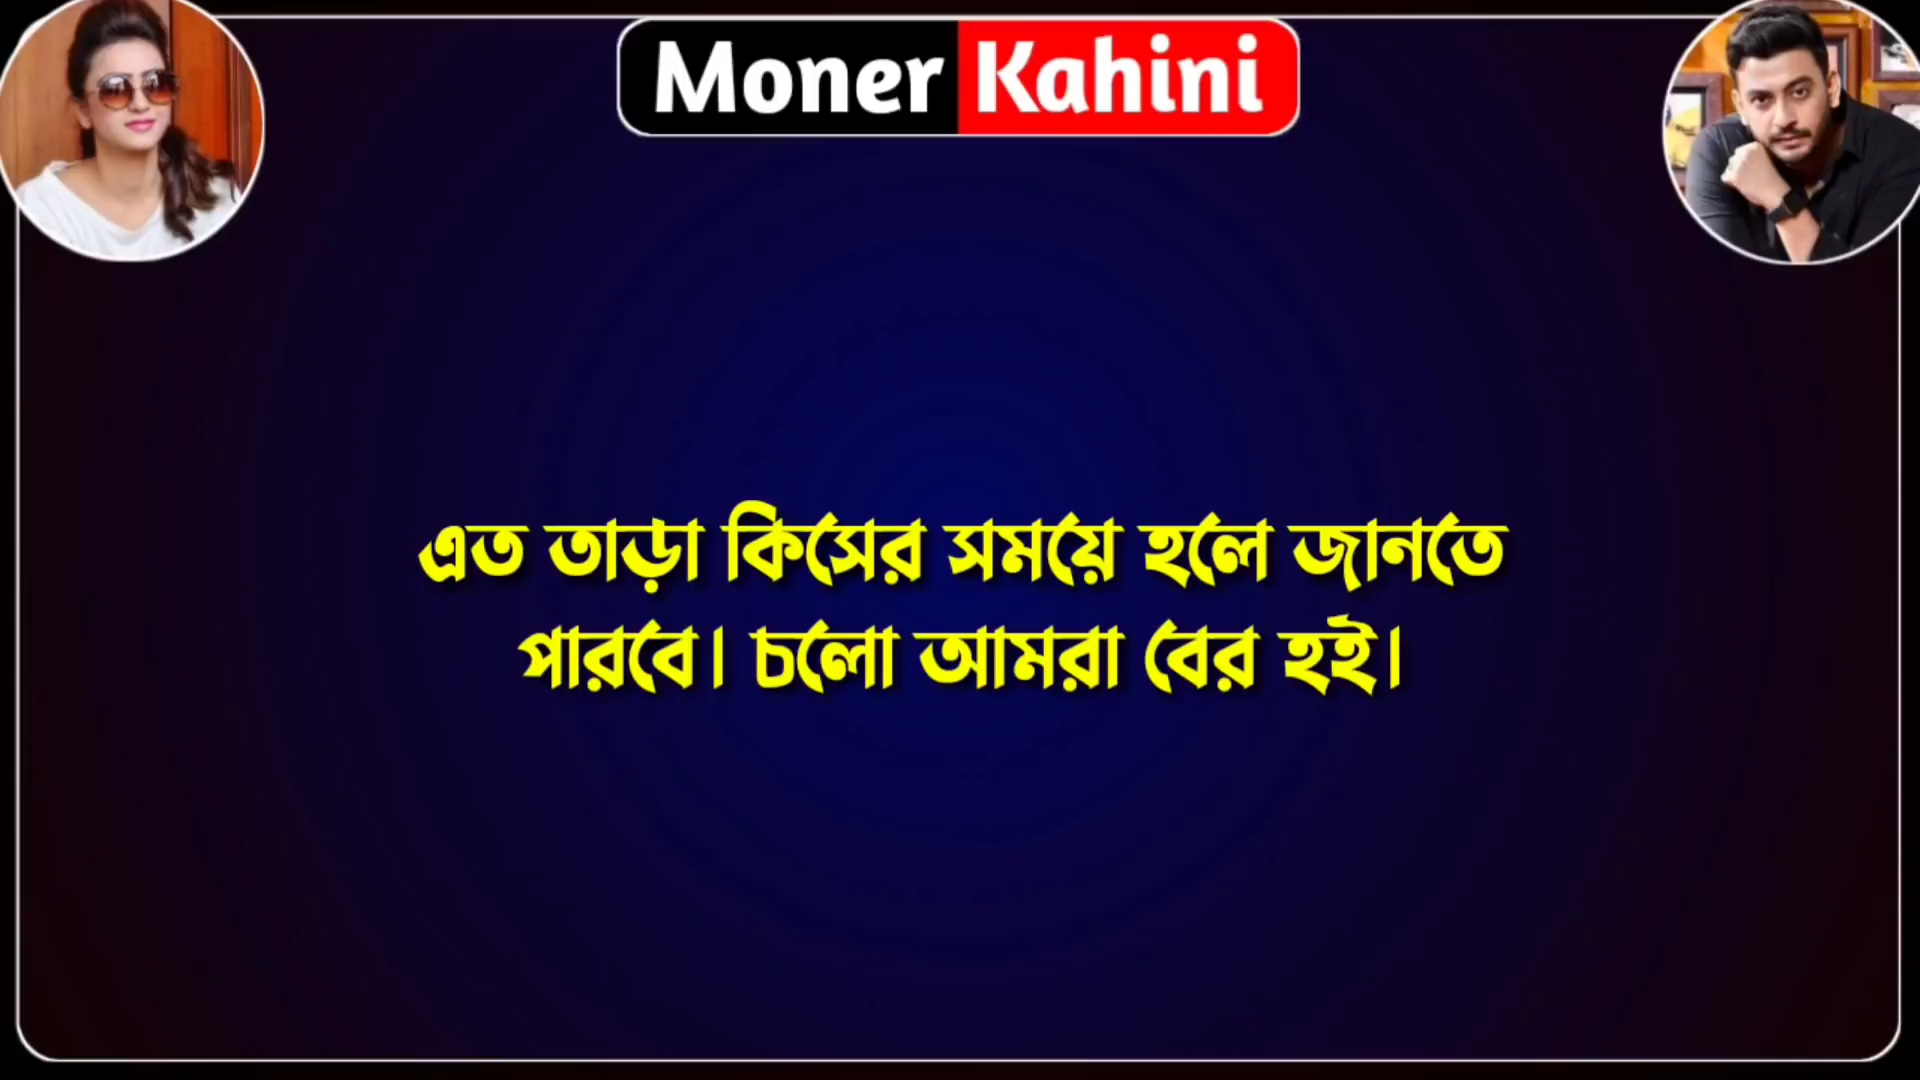 Moner Kahini
এত তাড়া কিসের সময়ে হলে জানতে
পারবে। চলো আমরা বের হই।